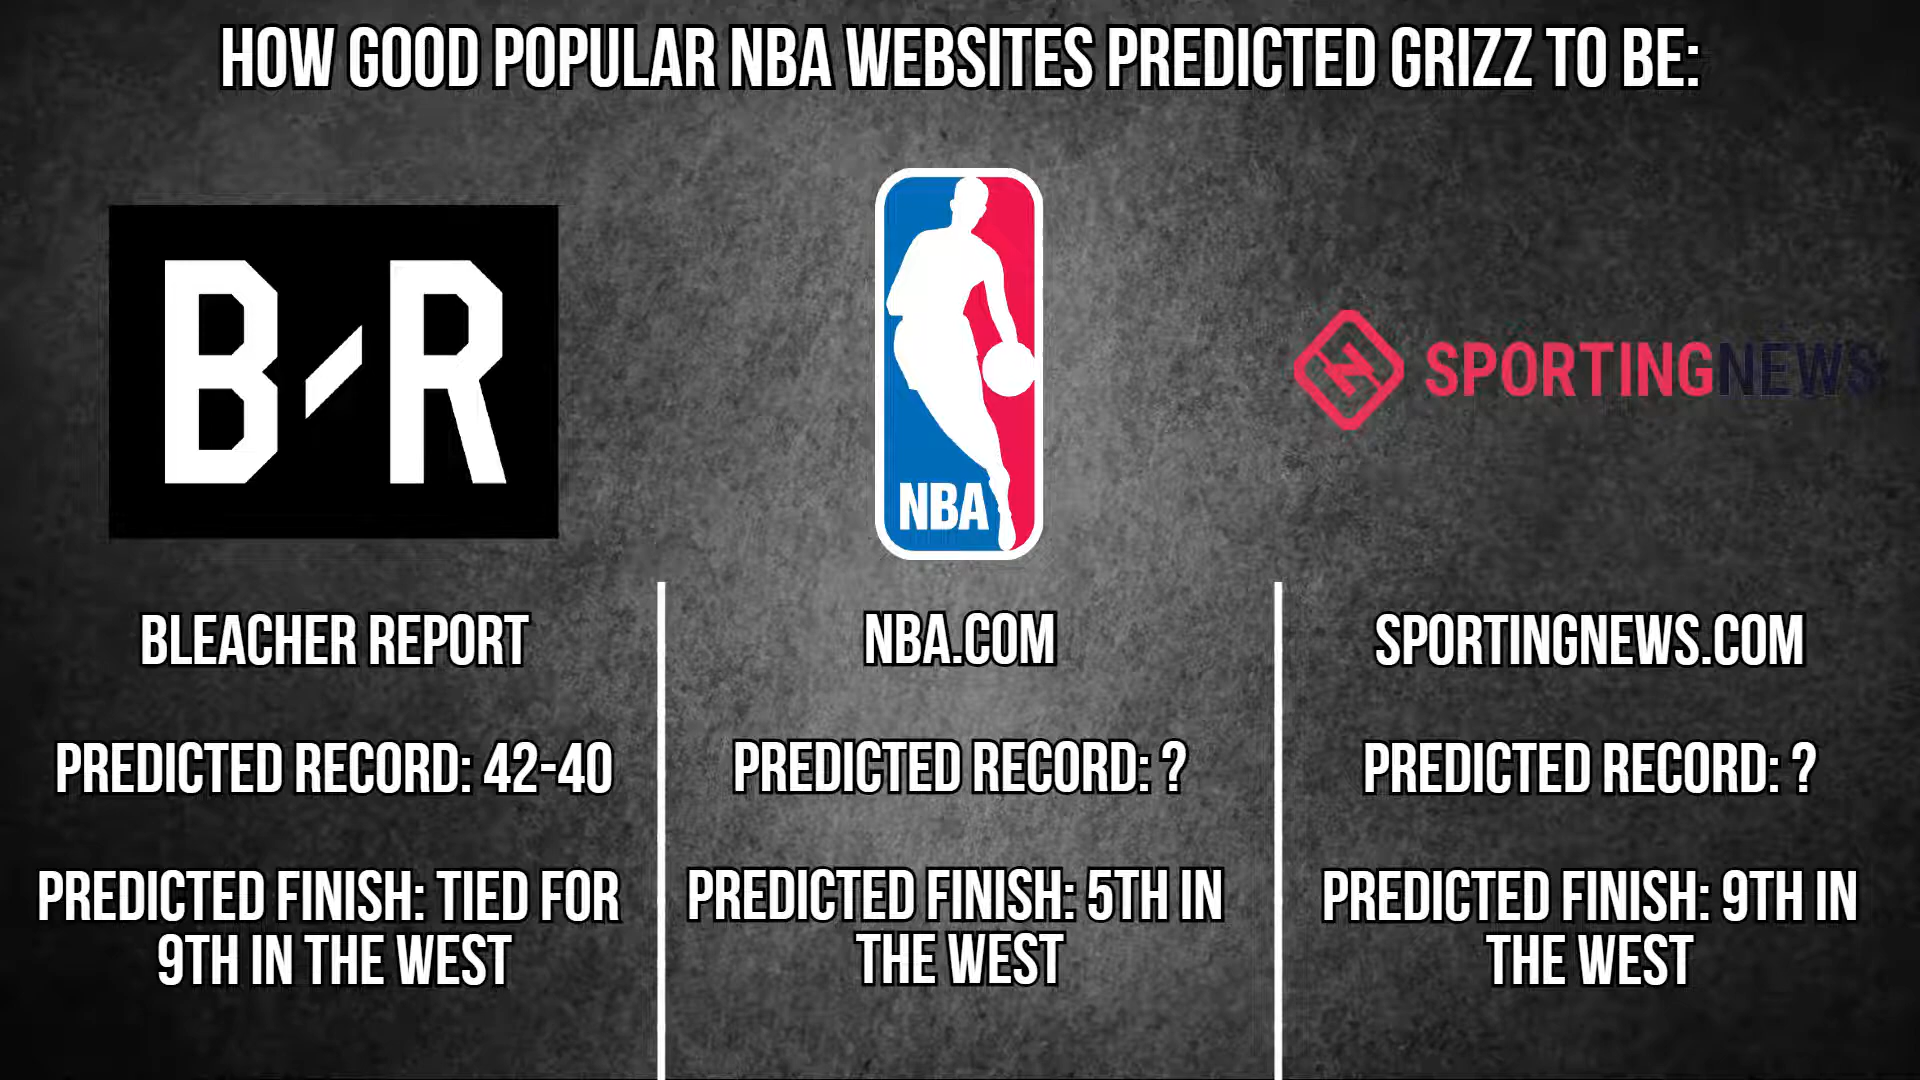 HOW GOOD POPULAR NBA WEBSITES PREDICTED GRIZZ TO BE:
B-R
NBA
SPORTINGNEWS
BLEACHER REPORT
PREDICTED RECORD: 42-40
PREDICTED FINISH: TIED FOR
9TH IN THE WEST
NBA.COM
PREDICTED RECORD: ?
PREDICTED FINISH: 5TH IN
THE WEST
SPORTINGNEWS.COM
PREDICTED RECORD: ?
PREDICTED FINISH: 9TH IN
THE WEST